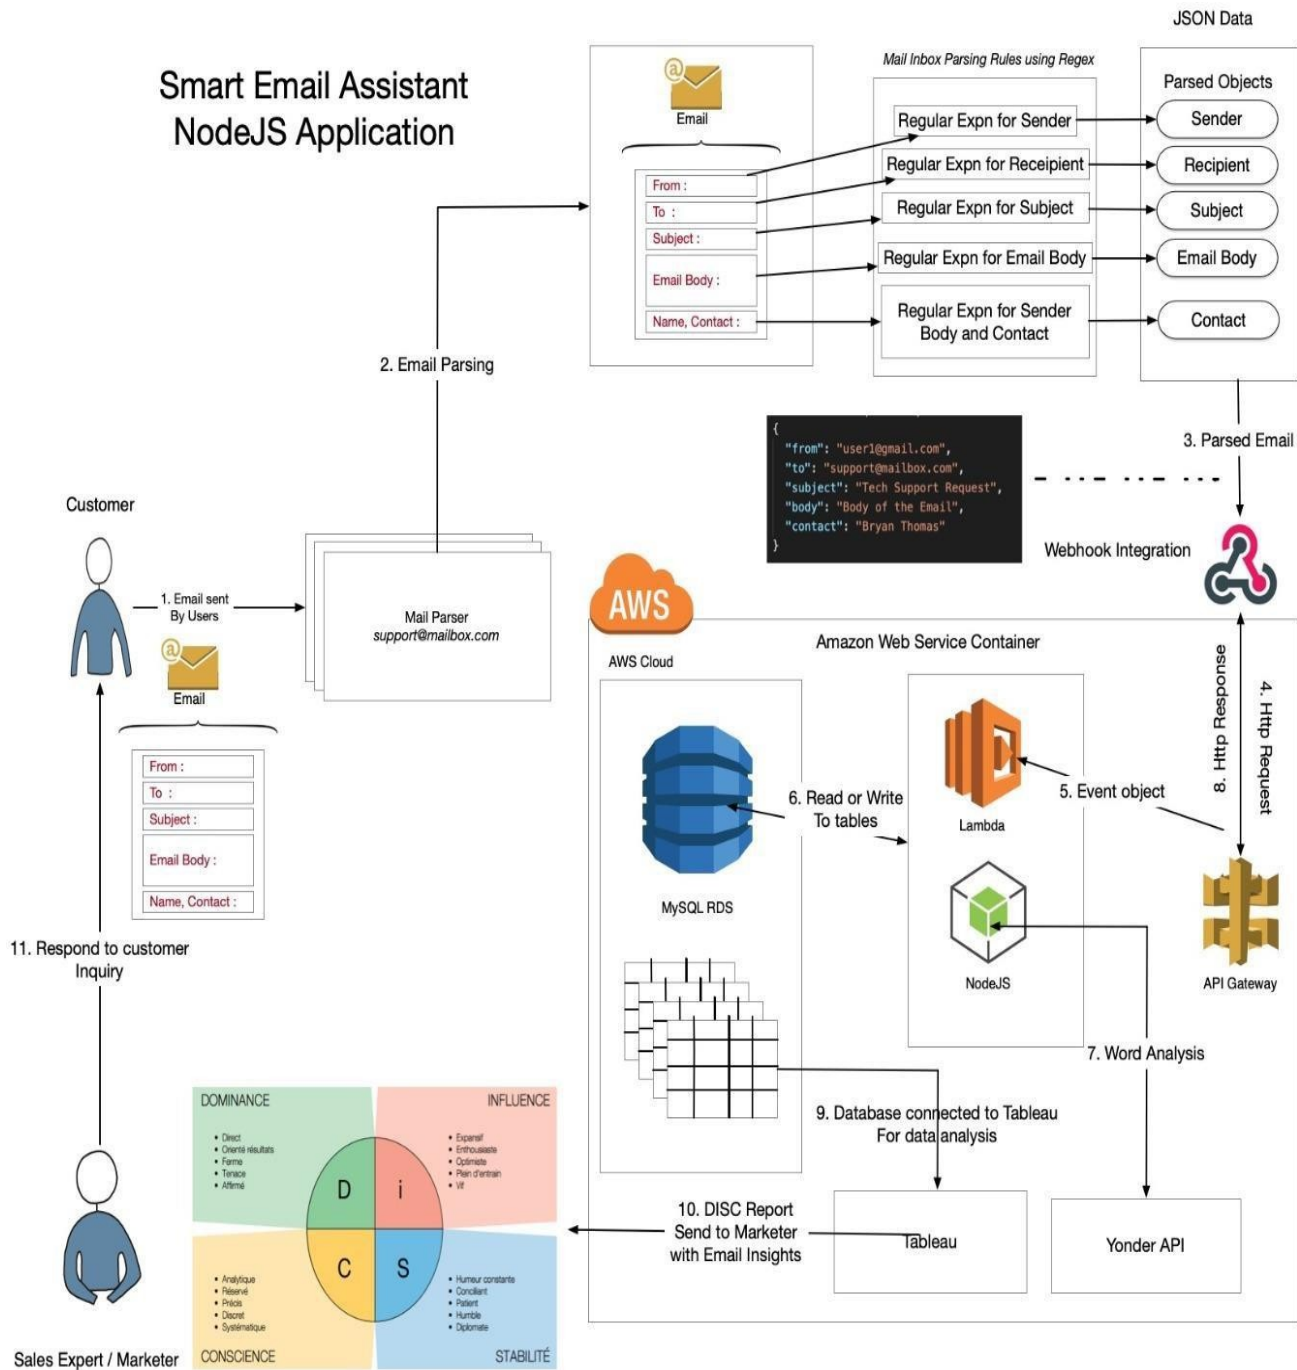 Smart Email Assistant
NodeJS Application
Email
From :
To :
Subject :
Email Body :
Name, Contact :
Mail Inbox Parsing Rules using Regex
Regular Expn for Sender
Regular Expn for Receipient
Regular Expn for Subject
Regular Expn for Email Body
Regular Expn for Sender
Body and Contact
JSON Data
Parsed Objects
Sender
Recipient
Subject
Email Body
Contact
2. Email Parsing
3. Parsed Email
{
"from": "user1@gmail.com",
"to": "support@mailbox.com",
"subject": "Tech Support Request",
"body": "Body of the Email",
"contact": "Bryan Thomas"
}
Webhook Integration
Customer
1. Email sent
By Users
Mail Parser
support@mailbox.com
Email
From :
To :
Subject :
Email Body :
Name, Contact :
AWS
AWS Cloud
Amazon Web Service Container
8. Http Response
4. Http Request
MySQL RDS
6. Read or Write
To tables
Lambda
5. Event object
NodeJS
API Gateway
7. Word Analysis
9. Database connected to Tableau
For data analysis
Tableau
Yonder API
10. DISC Report
Send to Marketer
with Email Insights
11. Respond to customer
Inquiry
Sales Expert / Marketer
DOMINANCE
• Direct
• Orienté résultats
• Ferme
• Tenace
• Affirmé
INFLUENCE
• Expansif
• Enthousiaste
• Optimiste
• Plein d'entrain
• Vif
D
i
C
S
• Analytique
• Réservé
• Précis
• Discret
• Systématique
CONSCIENCE
• Humeur constante
• Conciliant
• Patient
• Humble
• Diplomate
STABILITÉ